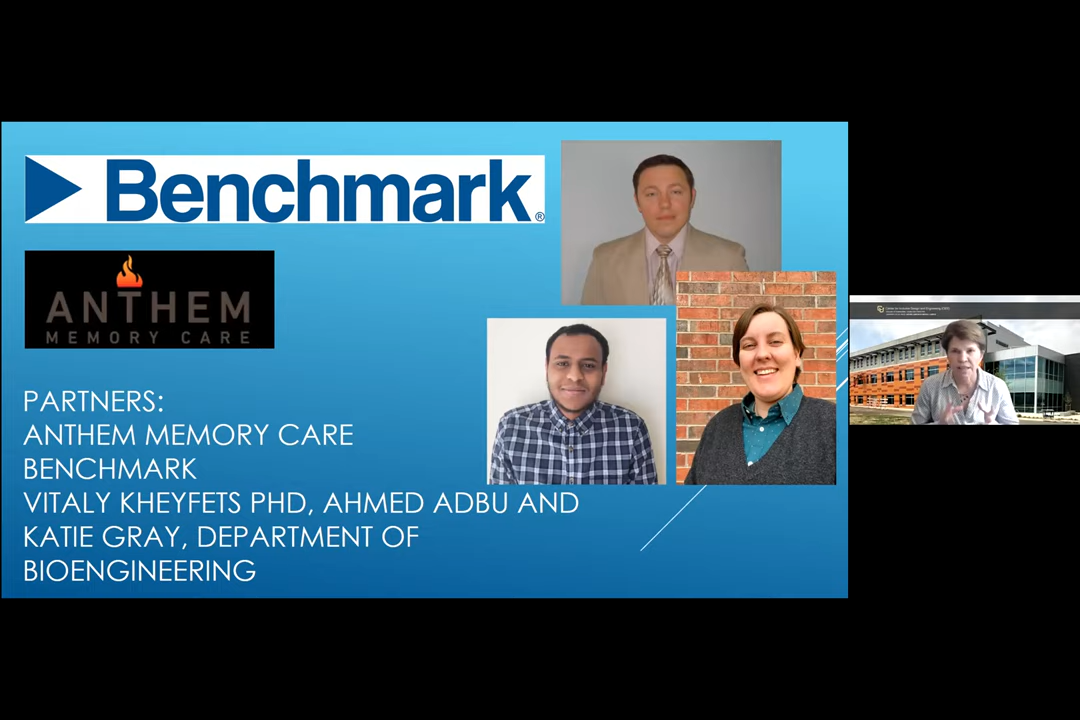 Benchmark®
ANTHEM
MEMORY CARE
PARTNERS:
ANTHEM MEMORY CARE
BENCHMARK
VITALY KHEYFETS PHD, AHMED ADBU AND
KATIE GRAY, DEPARTMENT OF
BIOENGINEERING